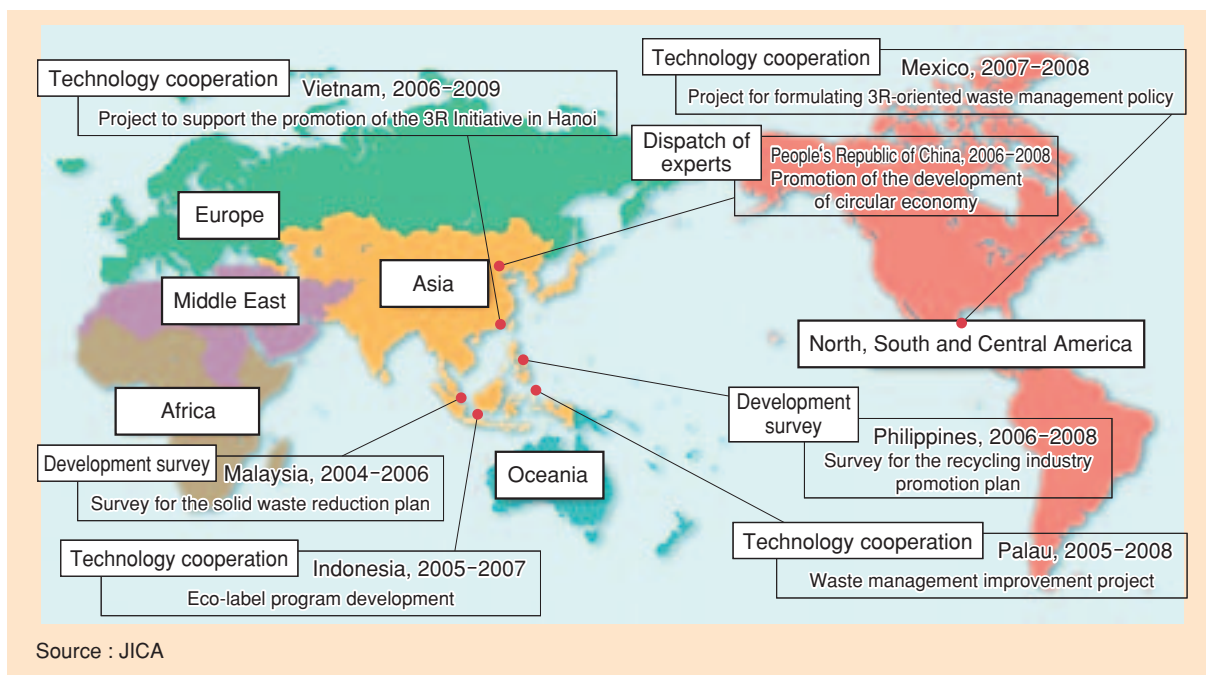 Technology cooperation
Vietnam, 2006–2009
Project to support the promotion of the 3R Initiative in Hanoi
Technology cooperation
Mexico, 2007–2008
Project for formulating 3R-oriented waste management policy
Dispatch of
experts
People's Republic of China, 2006–2008
Promotion of the development
of circular economy
Europe
Asia
Middle East
North, South and Central America
Africa
Oceania
Development
survey
Philippines, 2006–2008
Survey for the recycling industry
promotion plan
Development survey
Malaysia, 2004–2006
Survey for the solid waste reduction plan
Technology cooperation
Palau, 2005–2008
Waste management improvement project
Technology cooperation
Indonesia, 2005–2007
Eco-label program development
Source : JICA